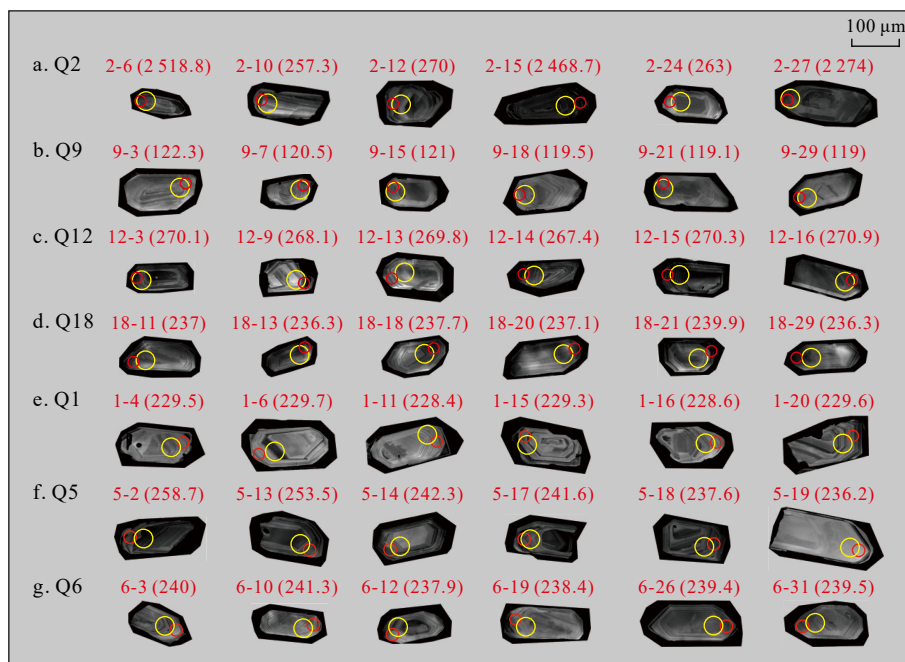 100 μm
a. Q2 2-6 (2 518.8) 2-10 (257.3) 2-12 (270) 2-15 (2 468.7) 2-24 (263) 2-27 (2 274)
b. Q9 9-3 (122.3) 9-7 (120.5) 9-15 (121) 9-18 (119.5) 9-21 (119.1) 9-29 (119)
c. Q12 12-3 (270.1) 12-9 (268.1) 12-13 (269.8) 12-14 (267.4) 12-15 (270.3) 12-16 (270.9)
d. Q18 18-11 (237) 18-13 (236.3) 18-18 (237.7) 18-20 (237.1) 18-21 (239.9) 18-29 (236.3)
e. Q1 1-4 (229.5) 1-6 (229.7) 1-11 (228.4) 1-15 (229.3) 1-16 (228.6) 1-20 (229.6)
f. Q5 5-2 (258.7) 5-13 (253.5) 5-14 (242.3) 5-17 (241.6) 5-18 (237.6) 5-19 (236.2)
g. Q6 6-3 (240) 6-10 (241.3) 6-12 (237.9) 6-19 (238.4) 6-26 (239.4) 6-31 (239.5)